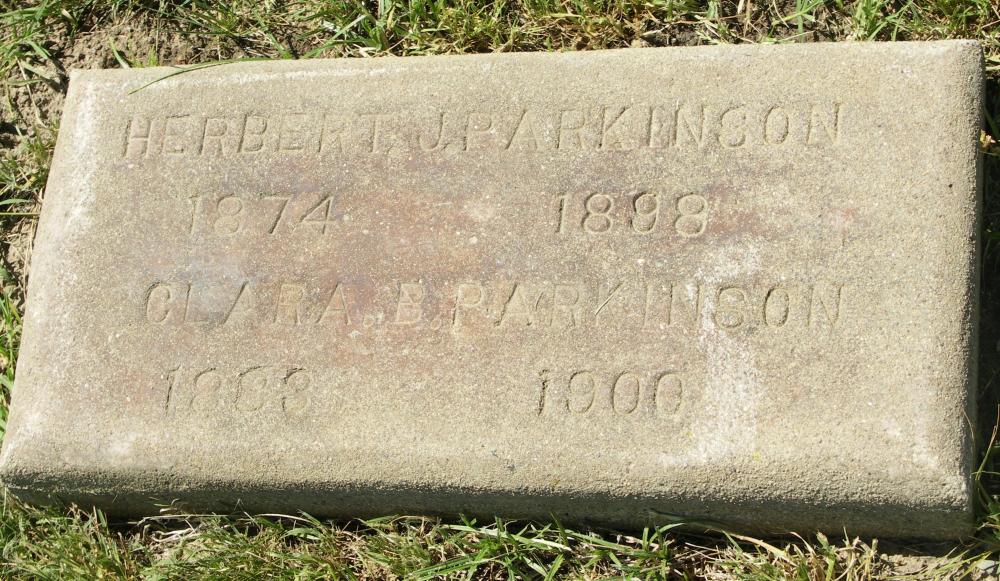 HERBERT J. PARKINSON
1874 1898
CLARA. B. PARKINSON
1900